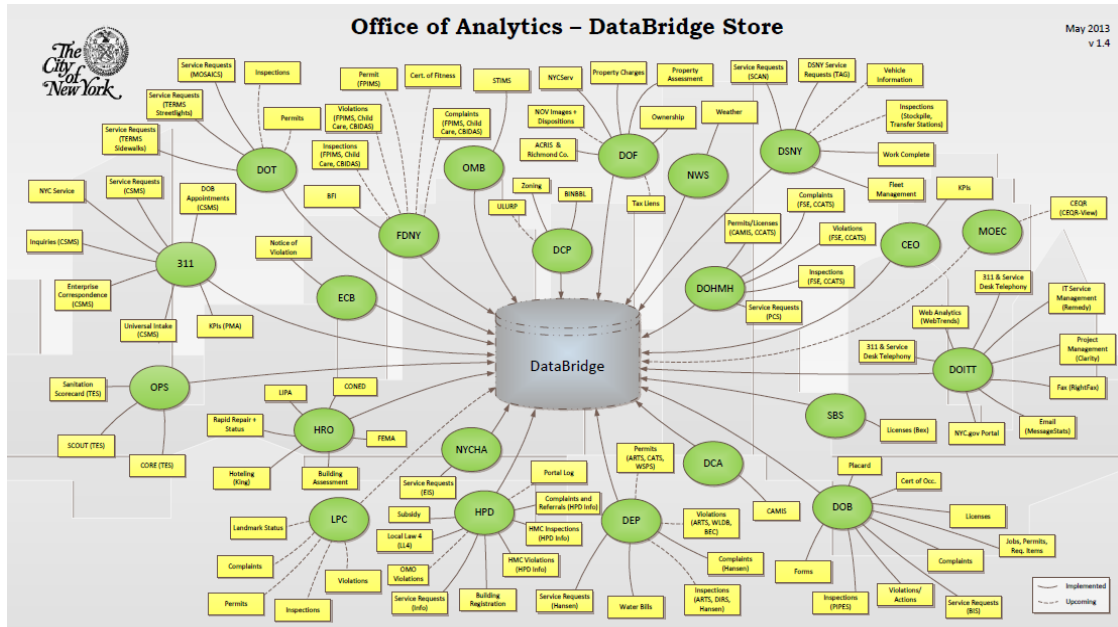 Office of Analytics – DataBridge Store
May 2013
v 1.4
The
City of
New York
Service Requests
(MOSAICS)
Inspections
Service Requests
(TERMS
Streetlights)
Permits
Service Requests
(TERMS
Sidewalks)
DOT
Permit
(FPIMS)
Cert. of Fitness
Violations
(FPIMS, Child
Care, CBIDAS)
Complaints
(FPIMS, Child
Care, CBIDAS)
Inspections
(FPIMS, Child
Care, CBIDAS)
BFI
FDNY
STIMS
OMB
NYCServ
Property Charges
Property
Assessment
NOV Images +
Dispositions
Ownership
ACRIS &
Richmond Co.
DOF
Tax Liens
Zoning
BINBBL
ULURP
DCP
Weather
NWS
Service Requests
(SCAN)
DSNY Service
Requests (TAG)
Vehicle
Information
Inspections
(Stockpile,
Transfer Stations)
Work Complete
Fleet
Management
DSNY
KPIs
CEO
CEQR
(CEQR-View)
MOEC
NYC Service
Service Requests
(CSMS)
DOB
Appointments
(CSMS)
Inquiries (CSMS)
311
Enterprise
Correspondence
(CSMS)
Universal Intake
(CSMS)
KPIs (PMA)
Notice of
Violation
ECB
Complaints
(FSE, CCATS)
Permits/Licenses
(CAMIS, CCATS)
Violations
(FSE, CCATS)
Inspections
(FSE, CCATS)
Service Requests
(PCS)
DOHMH
DataBridge
311 & Service
Desk Telephony
IT Service
Management
(Remedy)
Web Analytics
(WebTrends)
Project
Management
(Clarity)
311 & Service
Desk Telephony
DOITT
Fax (RightFax)
Email
(MessageStats)
NYC.gov Portal
Sanitation
Scorecard (TES)
OPS
SCOUT (TES)
CORE (TES)
LIPA
CONED
Rapid Repair +
Status
HRO
FEMA
Hoteling
(King)
Building
Assessment
NYCHA
Service Requests
(EIS)
SBS
Licenses (Bex)
Permits
(ARTS, CATS,
WSPS)
DCA
CAMIS
Landmark Status
LPC
Complaints
Violations
Permits
Inspections
Portal Log
Subsidy
HPD
Complaints and
Referrals (HPD Info)
Local Law 4
(LL4)
HMC Inspections
(HPD Info)
OMO
Violations
HMC Violations
(HPD Info)
Service Requests
(Info)
Building
Registration
DEP
Violations
(ARTS, WLDB,
BEC)
Complaints
(Hansen)
Service Requests
(Hansen)
Water Bills
Inspections
(ARTS, DIRS,
Hansen)
Placard
Cert of Occ.
DOB
Licenses
Jobs, Permits,
Req. Items
Complaints
Forms
Inspections
(PIPES)
Violations/
Actions
Service Requests
(BIS)
Implemented
Upcoming